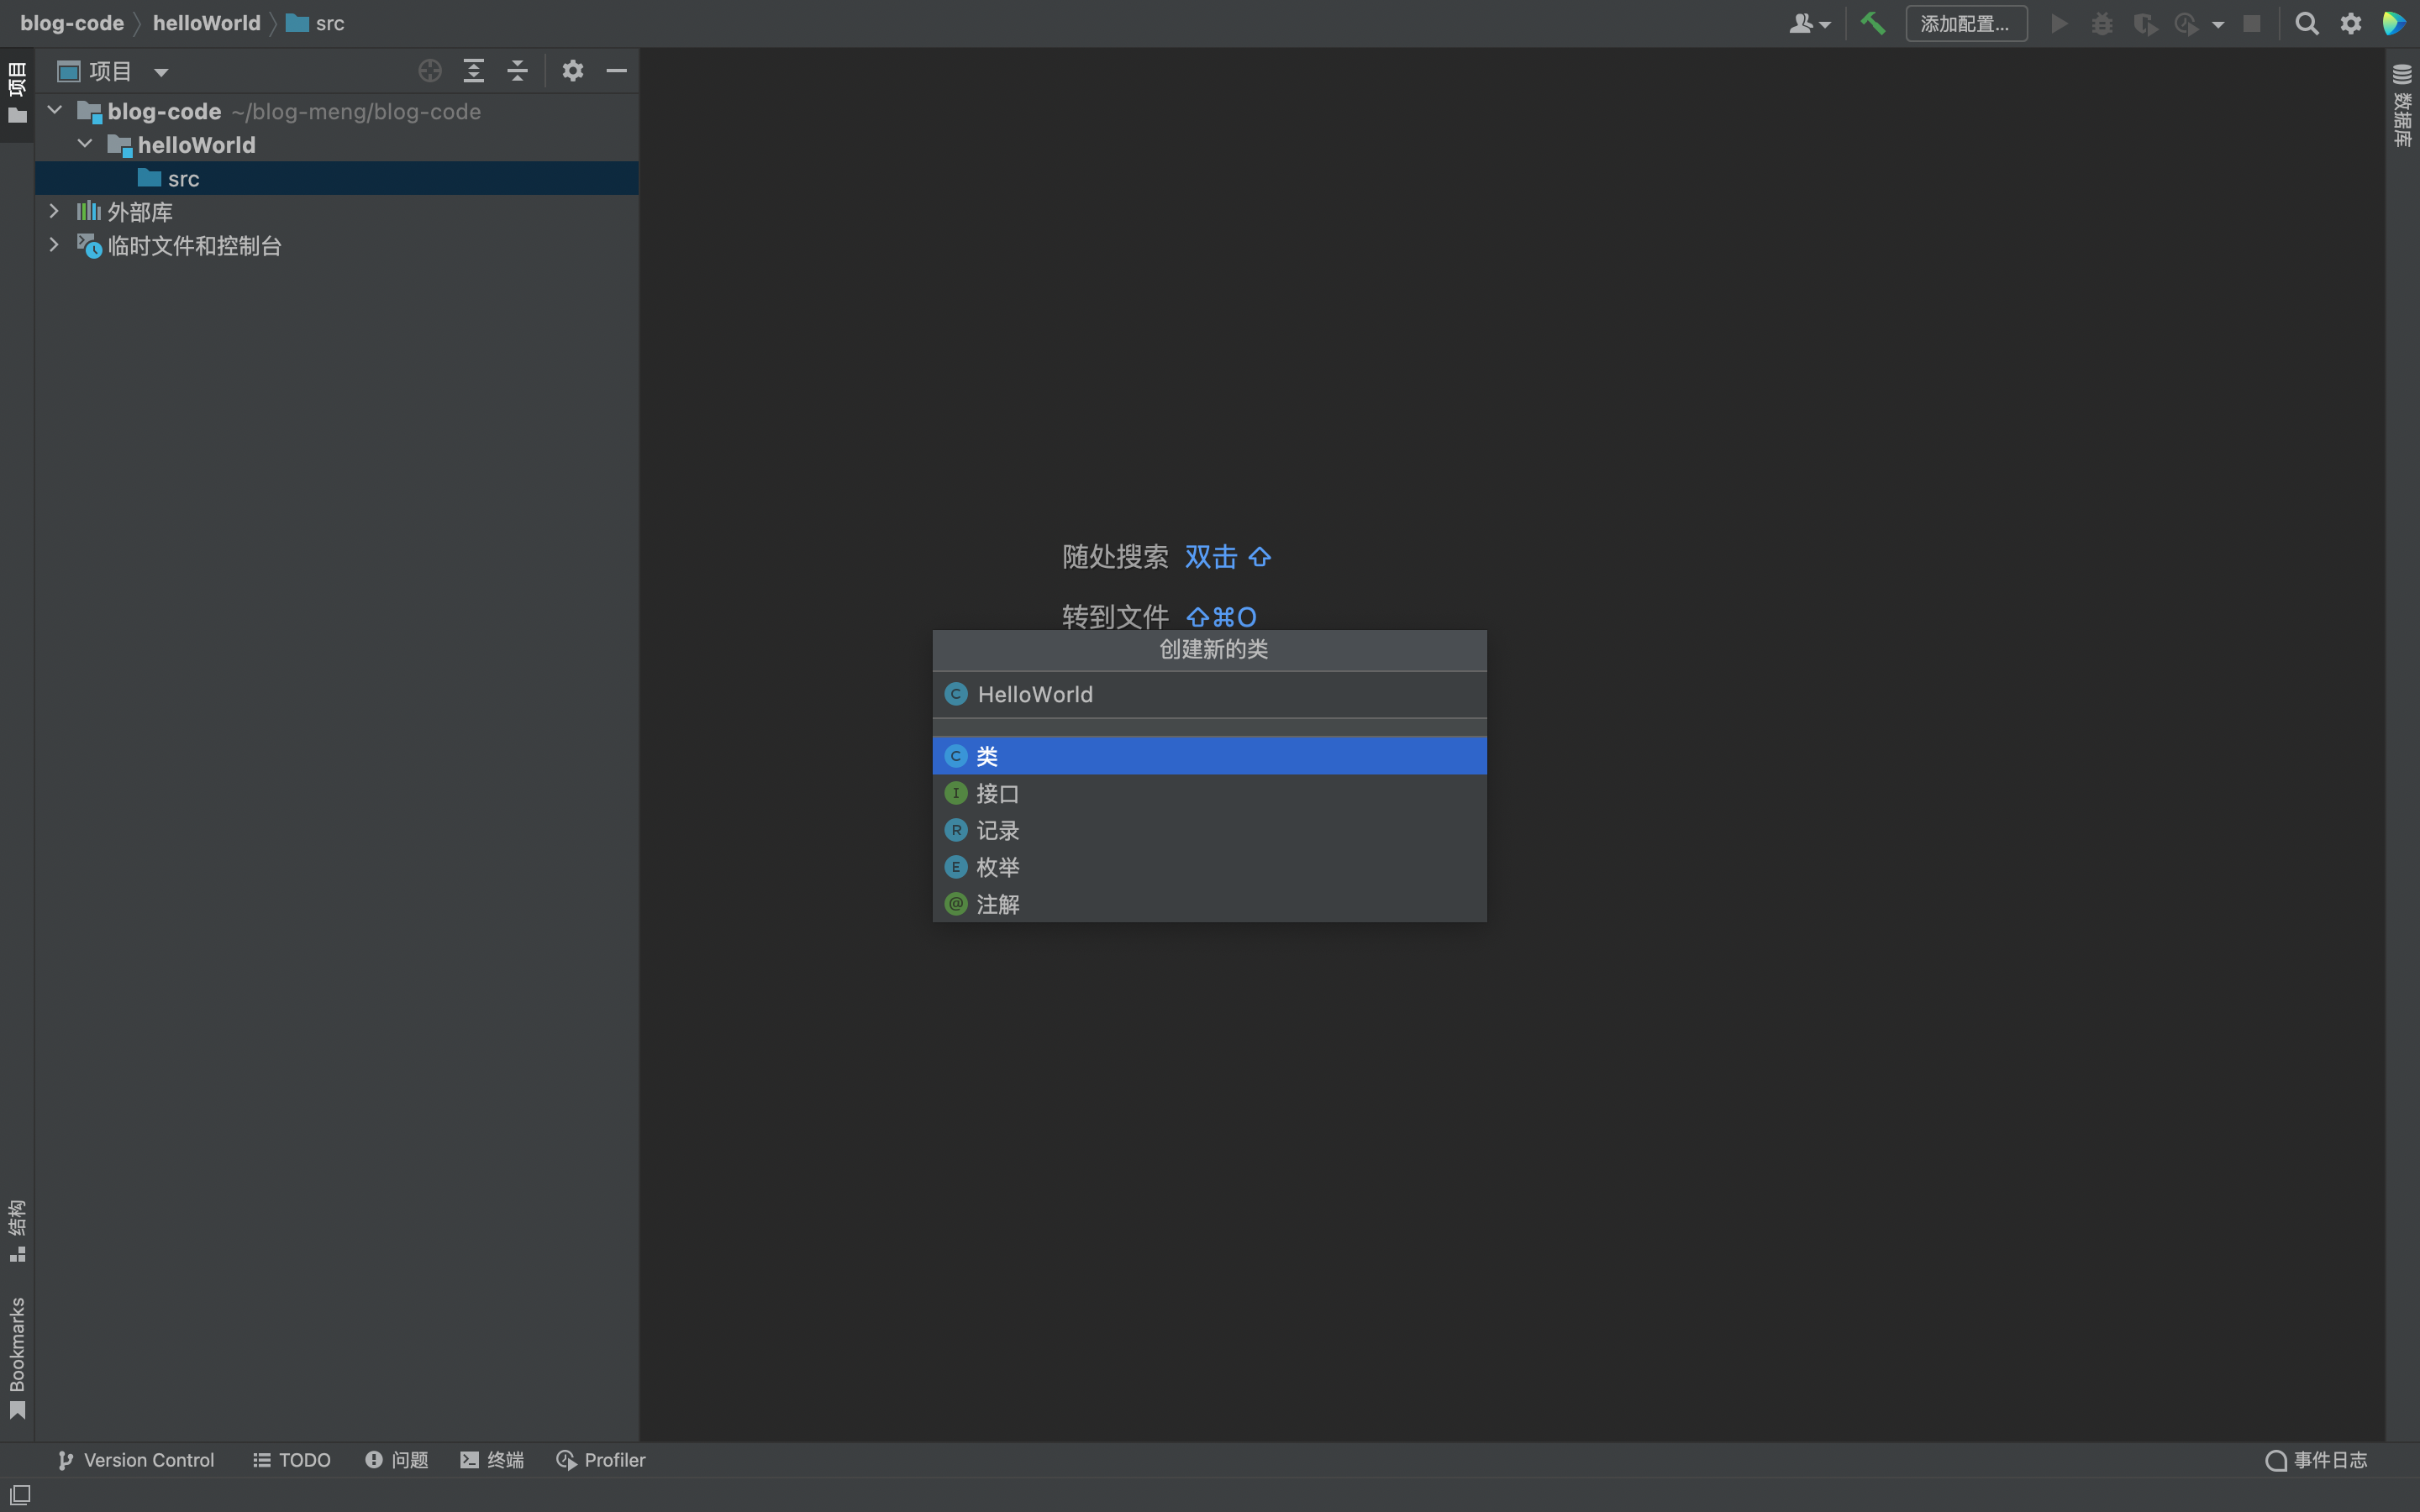 blog-code
helloWorld
src
添加配置...
项目
项目
blog-code ~/blog-meng/blog-code
helloWorld
src
外部库
临时文件和控制台
随处搜索 双击 ⇧
转到文件 ⇧⌘O
创建新的类
C HelloWorld
C 类
I 接口
R 记录
E 枚举
@ 注解
数据库
结构
Bookmarks
Version Control
TODO
问题
终端
Profiler
事件日志